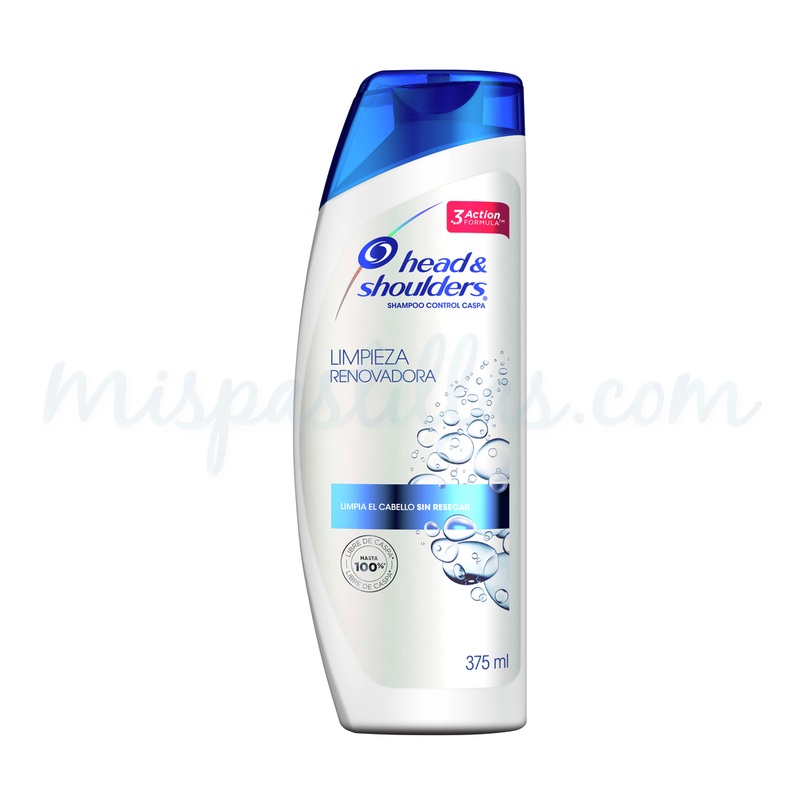 3 Action
FORMULA™
head &
shoulders®
SHAMPOO CONTROL CASPA
LIMPIEZA
RENOVADORA
mispastillas.com
LIMPIA EL CABELLO SIN RESECAR
LIBRE DE CASPA*
HASTA
100%*
LIBRE DE CASPA*
375 ml